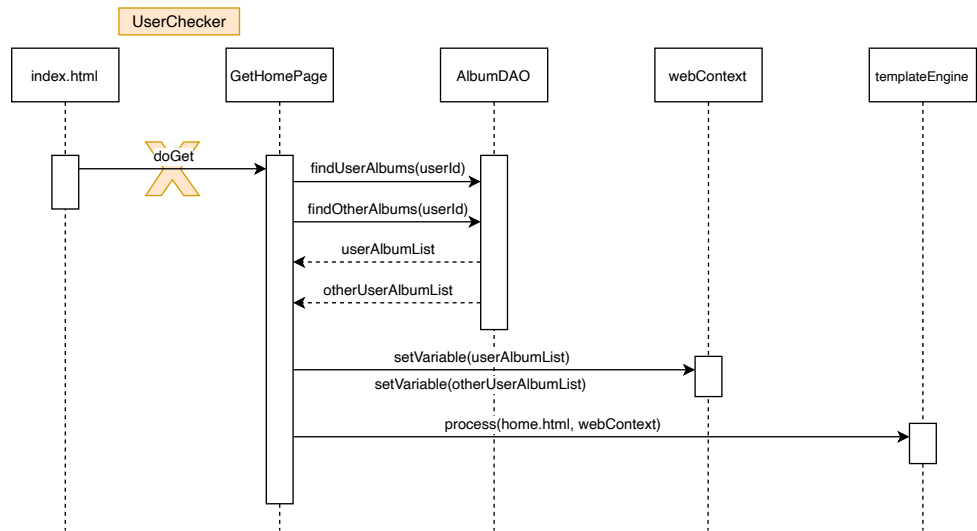 UserChecker
index.html
GetHomePage
AlbumDAO
webContext
templateEngine
doGet
findUserAlbums(userId)
findOtherAlbums(userId)
userAlbumList
otherUserAlbumList
setVariable(userAlbumList)
setVariable(otherUserAlbumList)
process(home.html, webContext)